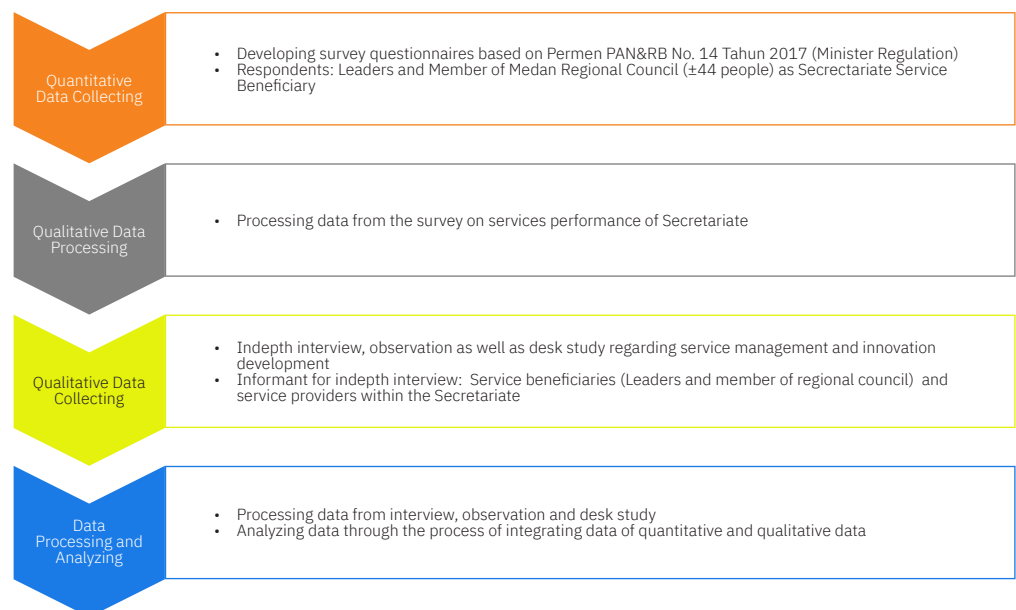 Quantitative
Data Collecting
• Developing survey questionnaires based on Permen PAN&RB No. 14 Tahun 2017 (Minister Regulation)
• Respondents: Leaders and Member of Medan Regional Council (±44 people) as Secrectariate Service
Beneficiary
Qualitative Data
Processing
• Processing data from the survey on services performance of Secretariate
Qualitative Data
Collecting
• Indepth interview, observation as well as desk study regarding service management and innovation
development
• Informant for indepth interview: Service beneficiaries (Leaders and member of regional council) and
service providers within the Secretariate
Data
Processing and
Analyzing
• Processing data from interview, observation and desk study
• Analyzing data through the process of integrating data of quantitative and qualitative data